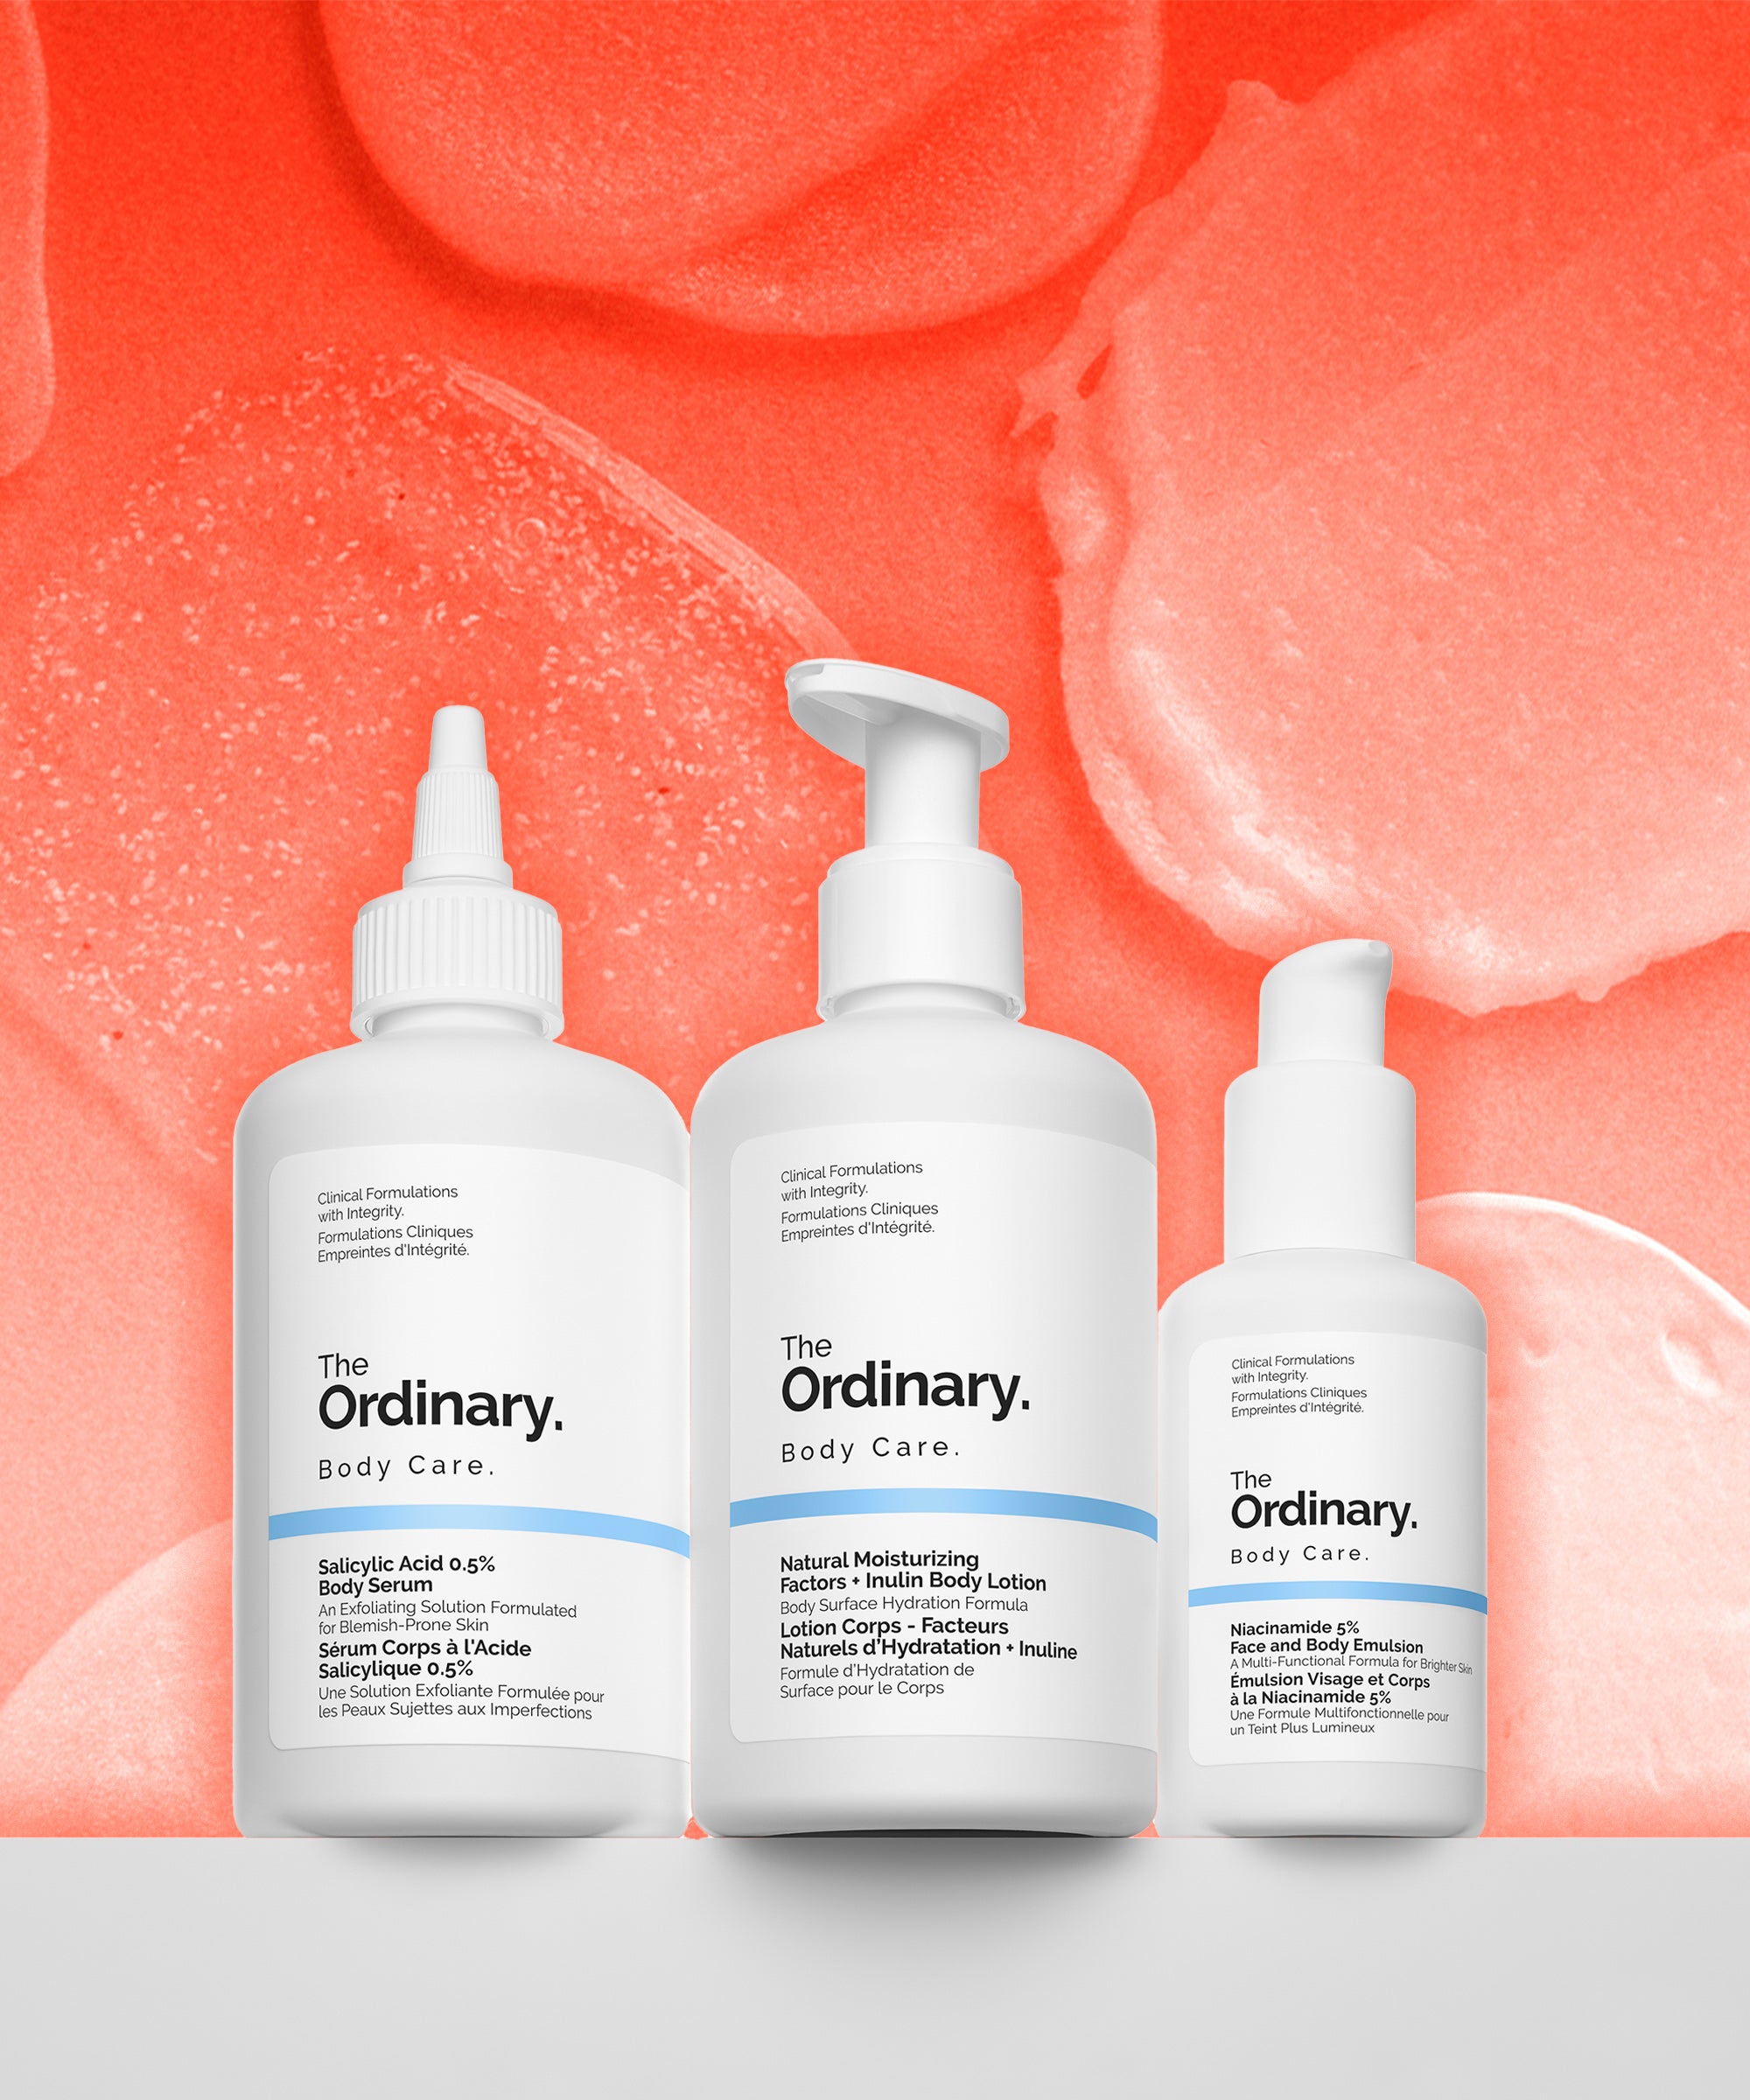 Clinical Formulations
with Integrity.
Formulations Cliniques
Empreintes d'Intégrité.
The
Ordinary.
Body Care.
Salicylic Acid 0.5%
Body Serum
An Exfoliating Solution Formulated
for Blemish-Prone Skin
Sérum Corps à l'Acide
Salicylique 0.5%
Une Solution Exfoliante Formulée pour
les Peaux Sujettes aux Imperfections
Clinical Formulations
with Integrity.
Formulations Cliniques
Empreintes d'Intégrité.
The
Ordinary.
Body Care.
Natural Moisturizing
Factors + Inulin Body Lotion
Body Surface Hydration Formula
Lotion Corps - Facteurs
Naturels d'Hydratation + Inuline
Formule d'Hydratation de
Surface pour le Corps
Clinical Formulations
with Integrity.
Formulations Cliniques
Empreintes d'Intégrité.
The
Ordinary.
Body Care.
Niacinamide 5%
Face and Body Emulsion
A Multi-Functional Formula for Brighter Skin
Émulsion Visage et Corps
à la Niacinamide 5%
Une Formule Multifonctionnelle pour
un Teint Plus Lumineux